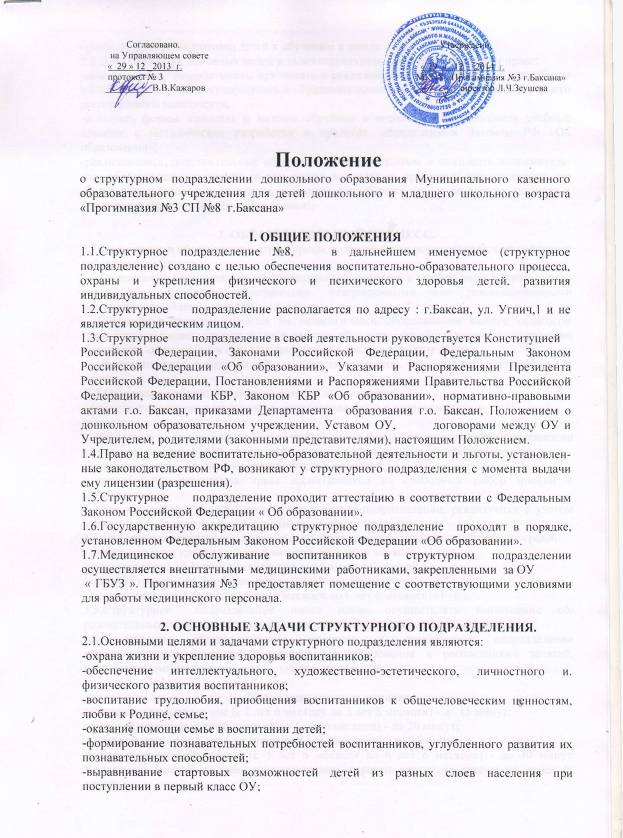 Согласовано.
на Управляющем совете
« 29 » 12 2013 г.
протокол № 3
В.В.Кажаров
Утверждений
«Прогимназия №3 г.Баксана»
директор Л.Ч.Зеушева
Положение
о структурном подразделении дошкольного образования Муниципального казенного
образовательного учреждения для детей дошкольного и младшего школьного возраста
«Прогимназия №3 СП №8 г.Баксана»
1. ОБЩИЕ ПОЛОЖЕНИЯ
1.1.Структурное подразделение №8, в дальнейшем именуемое (структурное
подразделение) создано с целью обеспечения воспитательно-образовательного процесса,
охраны и укрепления физического и психического здоровья детей, развития
индивидуальных способностей.
1.2.Структурное подразделение располагается по адресу : г.Баксан, ул. Угнич,1 и не
является юридическим лицом.
1.3.Структурное подразделение в своей деятельности руководствуется Конституцией
Российской Федерации, Законами Российской Федерации, Федеральным Законом
Российской Федерации «Об образовании», Указами и Распоряжениями Президента
Российской Федерации, Постановлениями и Распоряжениями Правительства Российской
Федерации, Законами КБР, Законом КБР «Об образовании», нормативно-правовыми
актами г.о. Баксан, приказами Департамента образования г.о. Баксан, Положением о
дошкольном образовательном учреждении, Уставом ОУ, договорами между ОУ и
Учредителем, родителями (законными представителями), настоящим Положением.
1.4.Право на ведение воспитательно-образовательной деятельности и льготы, установлен-
ные законодательством РФ, возникают у структурного подразделения с момента выдачи
ему лицензии (разрешения).
1.5.Структурное подразделение проходит аттестацию в соответствии с Федеральным
Законом Российской Федерации « Об образовании».
1.6.Государственную аккредитацию структурное подразделение проходит в порядке,
установленном Федеральным Законом Российской Федерации «Об образовании».
1.7.Медицинское обслуживание воспитанников в структурном подразделении
осуществляется внештатными медицинскими работниками, закрепленными за ОУ
« ГБУЗ ». Прогимназия №3 предоставляет помещение с соответствующими условиями
для работы медицинского персонала.
2. ОСНОВНЫЕ ЗАДАЧИ СТРУКТУРНОГО ПОДРАЗДЕЛЕНИЯ.
2.1.Основными целями и задачами структурного подразделения являются:
-охрана жизни и укрепление здоровья воспитанников;
-обеспечение интеллектуального, художественно-эстетического, личностного и.
физического развития воспитанников;
-воспитание трудолюбия, приобщения воспитанников к общечеловеческим ценностям,
любви к Родине, семье;
-оказание помощи семье в воспитании детей;
-формирование познавательных потребностей воспитанников, углубленного развития их
познавательных способностей;
-выравнивание стартовых возможностей детей из разных слоев населения при
поступлении в первый класс ОУ;